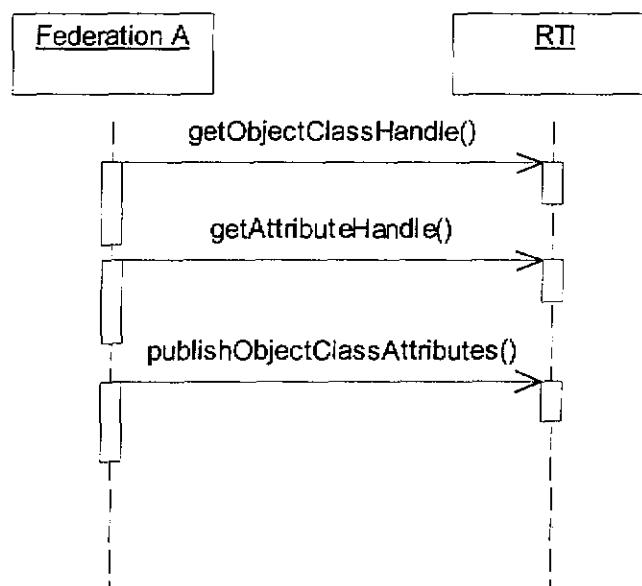 Federation A
RTI
getObjectClassHandle()
getAttributeHandle()
publishObjectClassAttributes()